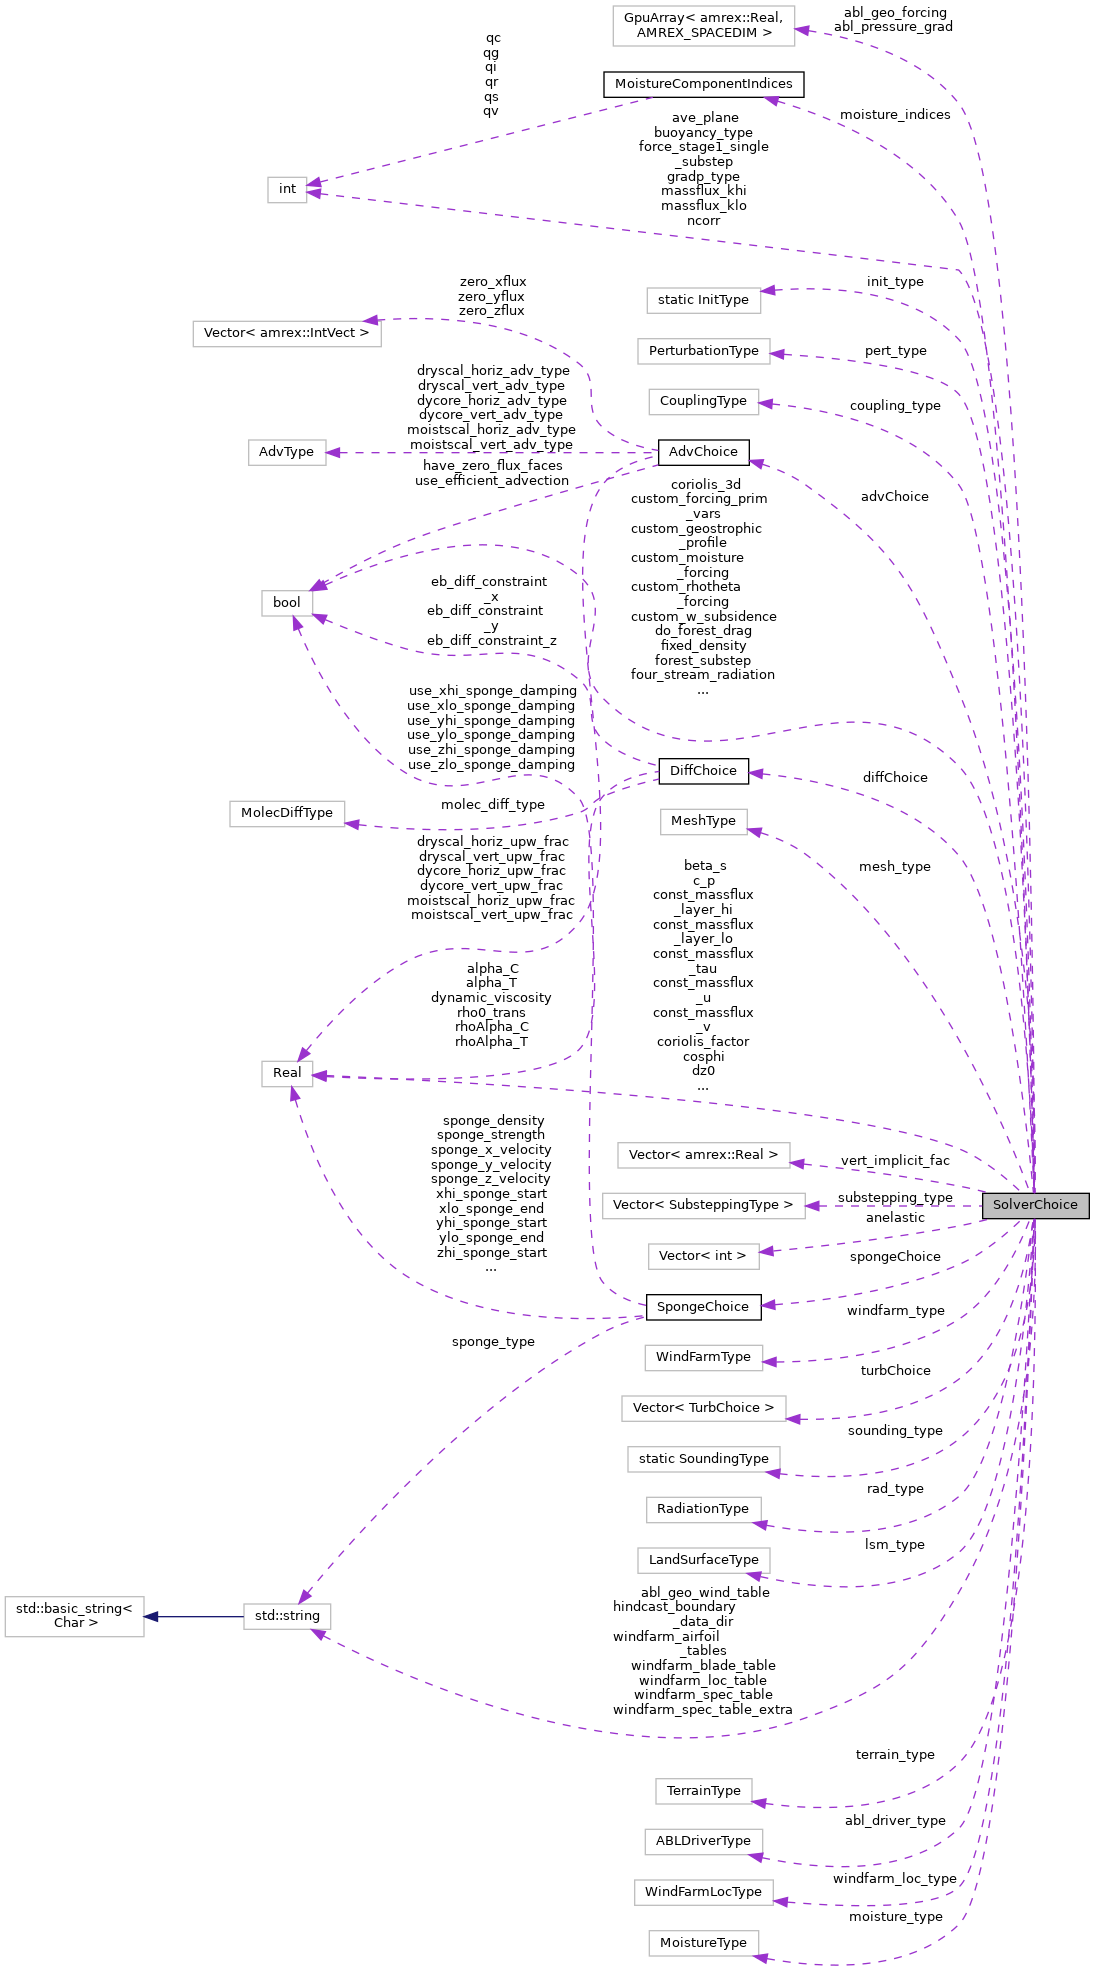 GpuArray< amrex::Real,
AMREX_SPACEDIM >
abl_geo_forcing
abl_pressure_grad
qc
qg
qi
qr
qs
qv
MoistureComponentIndices
moisture_indices
int
ave_plane
buoyancy_type
force_stage1_single
_substep
gradp_type
massflux_khi
massflux_klo
ncorr
static InitType
init_type
zero_xflux
zero_yflux
zero_zflux
Vector< amrex::IntVect >
PerturbationType
pert_type
CouplingType
coupling_type
dryscal_horiz_adv_type
dryscal_vert_adv_type
dycore_horiz_adv_type
dycore_vert_adv_type
moistscal_horiz_adv_type
moistscal_vert_adv_type
AdvType
AdvChoice
advChoice
have_zero_flux_faces
use_efficient_advection
coriolis_3d
custom_forcing_prim
_vars
custom_geostrophic
_profile
custom_moisture
_forcing
custom_rhotheta
_forcing
custom_w_subsidence
do_forest_drag
fixed_density
forest_substep
four_stream_radiation
...
bool
eb_diff_constraint
_x
eb_diff_constraint
_y
eb_diff_constraint_z
use_xhi_sponge_damping
use_xlo_sponge_damping
use_yhi_sponge_damping
use_ylo_sponge_damping
use_zhi_sponge_damping
use_zlo_sponge_damping
DiffChoice
diffChoice
MolecDiffType
molec_diff_type
MeshType
mesh_type
dryscal_horiz_upw_frac
dryscal_vert_upw_frac
dycore_horiz_upw_frac
dycore_vert_upw_frac
moistscal_horiz_upw_frac
moistscal_vert_upw_frac
beta_s
c_p
const_massflux
_layer_hi
const_massflux
_layer_lo
const_massflux
_tau
const_massflux
_u
const_massflux
_v
coriolis_factor
cosphi
dz0
...
alpha_C
alpha_T
dynamic_viscosity
rho0_trans
rhoAlpha_C
rhoAlpha_T
Real
sponge_density
sponge_strength
sponge_x_velocity
sponge_y_velocity
sponge_z_velocity
xhi_sponge_start
xlo_sponge_end
yhi_sponge_start
ylo_sponge_end
zhi_sponge_start
...
Vector< amrex::Real >
vert_implicit_fac
Vector< SubsteppingType >
substepping_type
SolverChoice
anelastic
Vector< int >
spongeChoice
SpongeChoice
windfarm_type
sponge_type
WindFarmType
turbChoice
Vector< TurbChoice >
sounding_type
static SoundingType
rad_type
RadiationType
lsm_type
LandSurfaceType
abl_geo_wind_table
hindcast_boundary
_data_dir
windfarm_airfoil
_tables
windfarm_blade_table
windfarm_loc_table
windfarm_spec_table
windfarm_spec_table_extra
std::basic_string<
Char >
std::string
terrain_type
TerrainType
abl_driver_type
ABLDriverType
windfarm_loc_type
WindFarmLocType
moisture_type
MoistureType